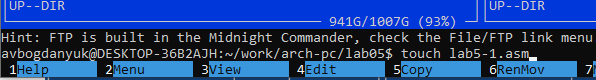 UP--DIR UP--DIR
941G/1007G (93%)
Hint: FTP is built in the Midnight Commander, check the File/FTP link menu
avbogdanyuk@DESKTOP-36B2AJH:~/work/arch-pc/lab05$ touch lab5-1.asm
1Help 2Menu 3View 4Edit 5Copy 6RenMov 7